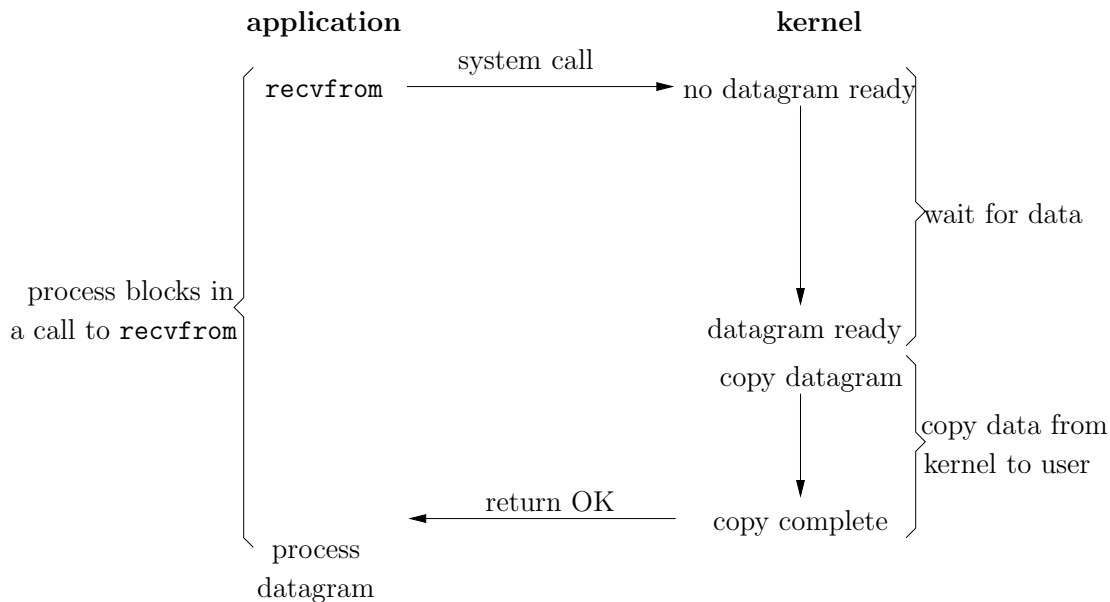 application
kernel
system call
recvfrom
no datagram ready
wait for data
process blocks in
a call to recvfrom
datagram ready
copy datagram
copy data from
kernel to user
return OK
copy complete
process
datagram